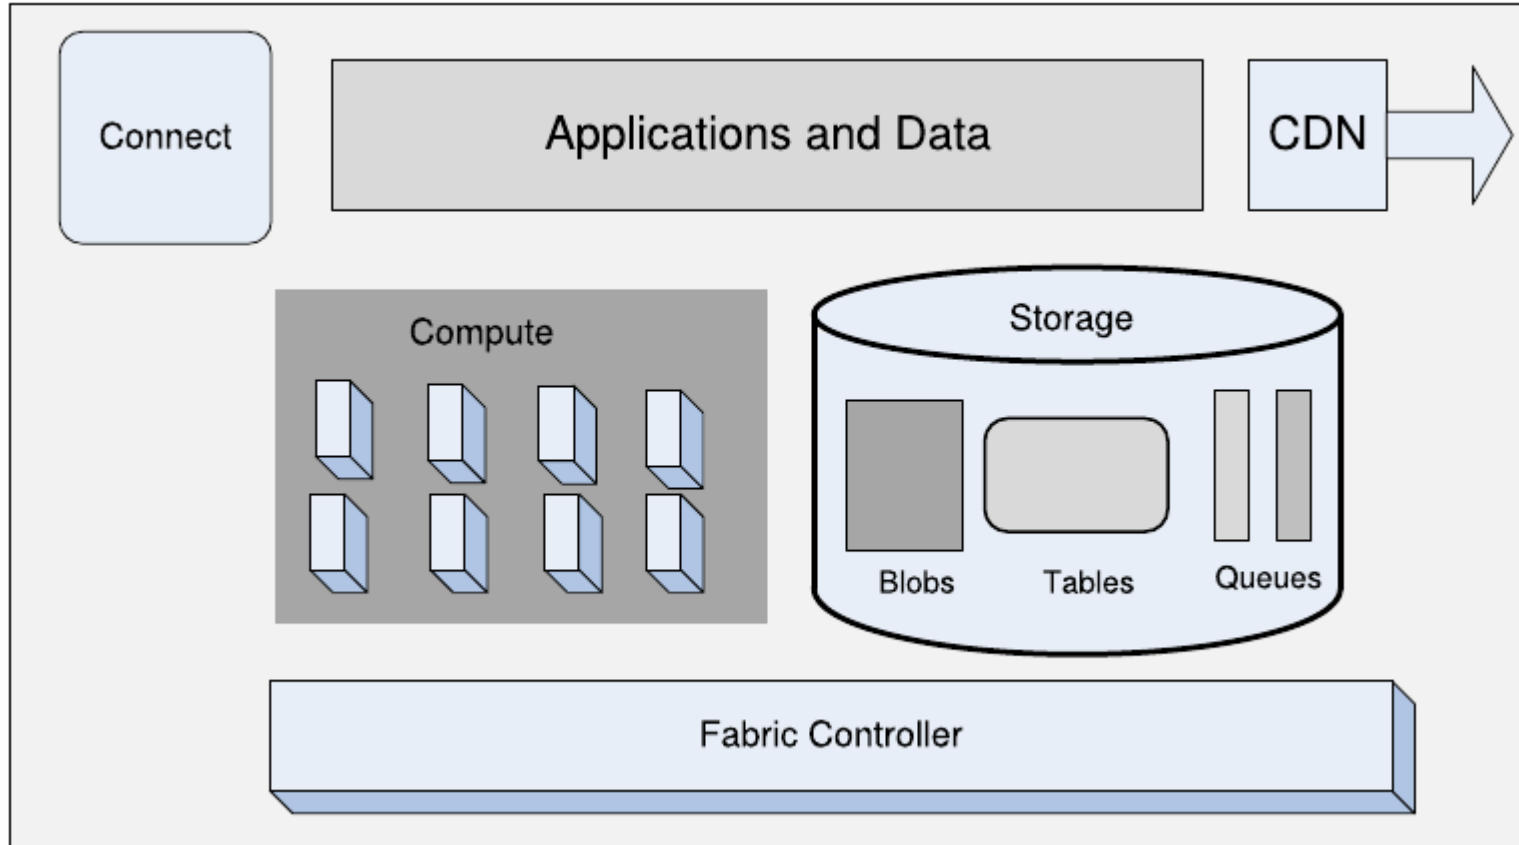 Connect
Applications and Data
CDN
Compute
Storage
Blobs
Tables
Queues
Fabric Controller